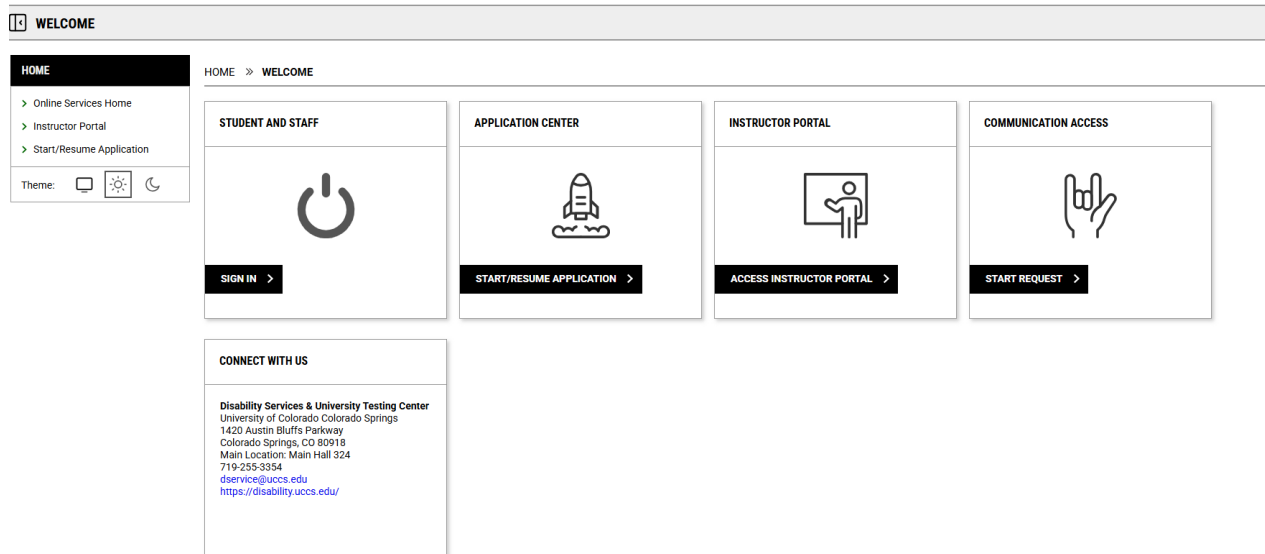 WELCOME
HOME
Online Services Home
Instructor Portal
Start/Resume Application
Theme:
HOME » WELCOME
STUDENT AND STAFF
SIGN IN
APPLICATION CENTER
START/RESUME APPLICATION
INSTRUCTOR PORTAL
ACCESS INSTRUCTOR PORTAL
COMMUNICATION ACCESS
START REQUEST
CONNECT WITH US
Disability Services & University Testing Center
University of Colorado Colorado Springs
1420 Austin Bluffs Parkway
Colorado Springs, CO 80918
Main Location: Main Hall 324
719-255-3354
dservice@uccs.edu
https://disability.uccs.edu/